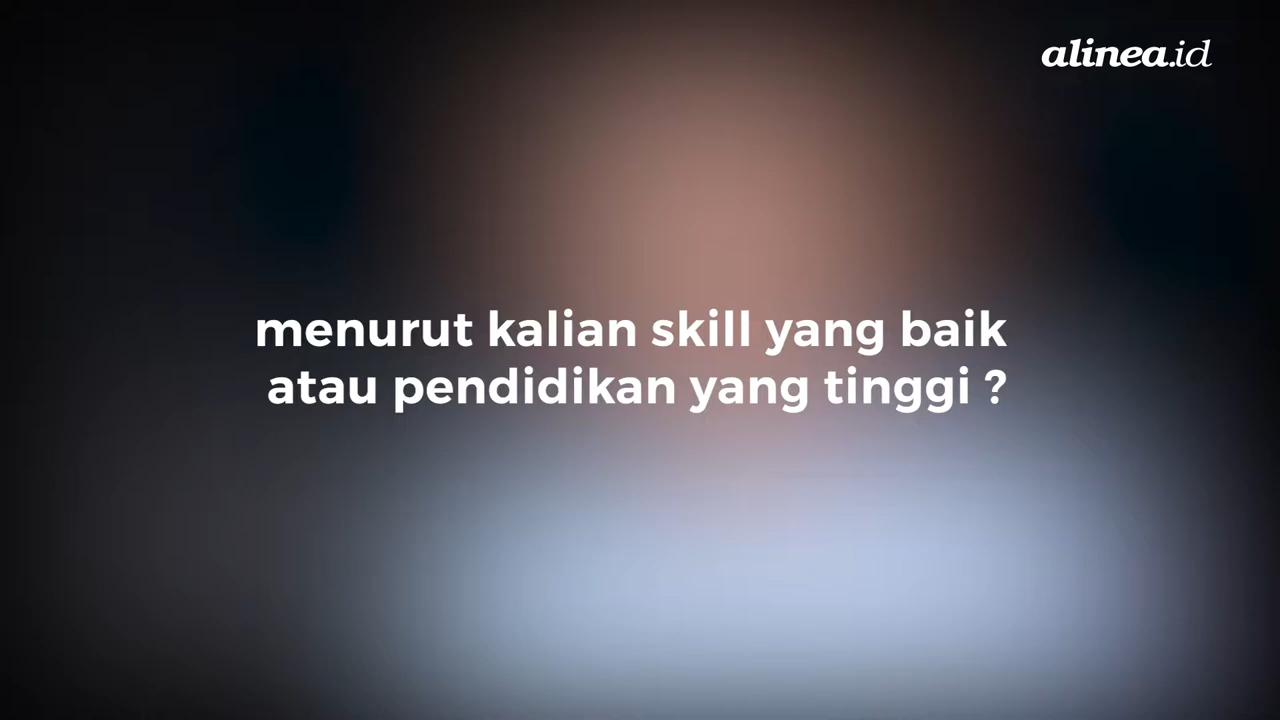 alinea.id
menurut kalian skill yang baik
atau pendidikan yang tinggi ?